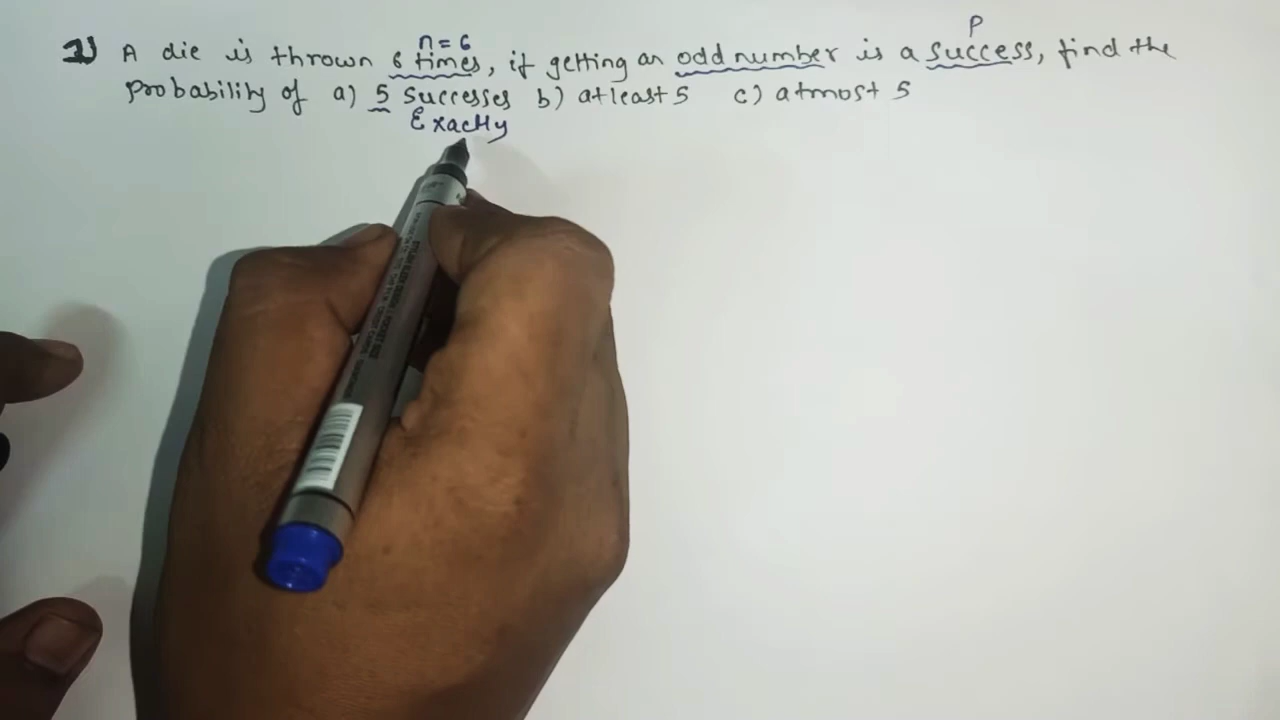 n = 6 P
2) A die is thrown 6 times, if getting an odd number is a success, find the
probability of a) 5 successes b) atleast 5 c) atmost 5
Exactly